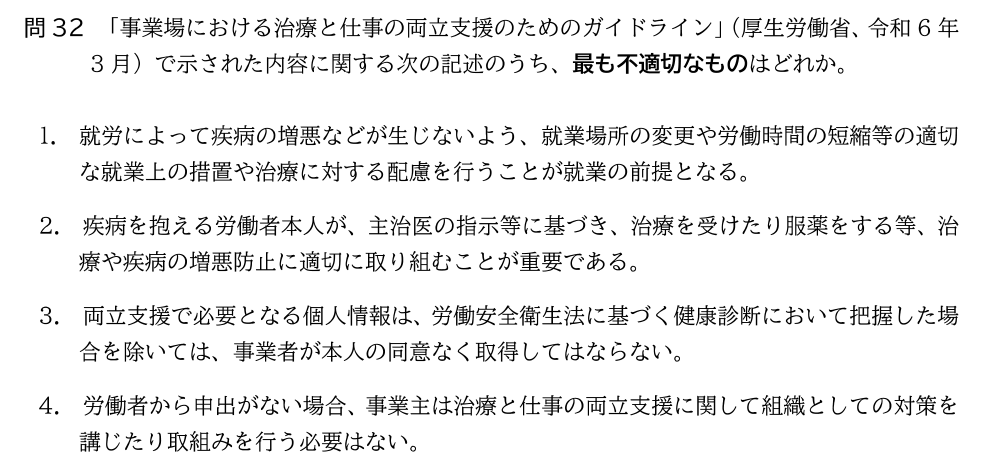 問 32 「事業場における治療と仕事の両立支援のためのガイドライン」（厚生労働省、令和 6 年
3 月）で示された内容に関する次の記述のうち、最も不適切なものはどれか。
1. 就労によって疾病の増悪などが生じないよう、就業場所の変更や労働時間の短縮等の適切
な就業上の措置や治療に対する配慮を行うことが就業の前提となる。
2. 疾病を抱える労働者本人が、主治医の指示等に基づき、治療を受けたり服薬をする等、治
療や疾病の増悪防止に適切に取り組むことが重要である。
3. 両立支援で必要となる個人情報は、労働安全衛生法に基づく健康診断において把握した場
合を除いては、事業者が本人の同意なく取得してはならない。
4. 労働者から申出がない場合、事業主は治療と仕事の両立支援に関して組織としての対策を
講じたり取組みを行う必要はない。